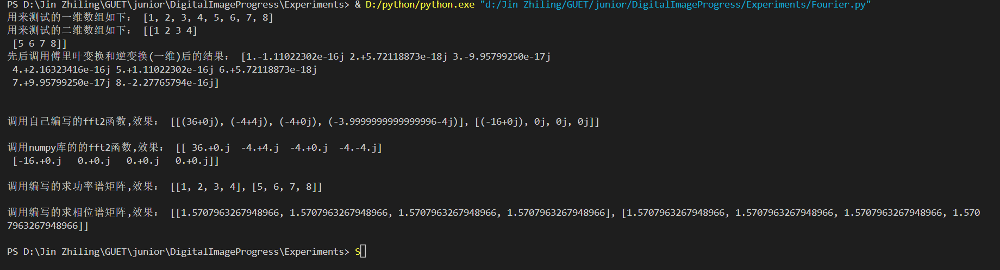 PS D:\Jin Zhiling\GUET\junior\DigitalImageProgress\Experiments> & D:/python/python.exe "d:/Jin Zhiling/GUET/junior/DigitalImageProgress/Experiments/Fourier.py"
用来测试的一维数组如下： [1, 2, 3, 4, 5, 6, 7, 8]
用来测试的二维数组如下： [[1 2 3 4]
[5 6 7 8]]
先后调用傅里叶变换和逆变换(一维)后的结果： [1.-1.11022302e-16j 2.+5.72118873e-18j 3.-9.95799250e-17j
4.+2.16323416e-16j 5.+1.11022302e-16j 6.+5.72118873e-18j
7.+9.95799250e-17j 8.-2.27765794e-16j]
调用自己编写的fft2函数,效果： [[(36+0j), (-4+4j), (-4+0j), (-3.9999999999999996-4j)], [(-16+0j), 0j, 0j, 0j]]
调用numpy库的的fft2函数,效果： [[ 36.+0.j  -4.+4.j  -4.+0.j  -4.-4.j]
[-16.+0.j   0.+0.j   0.+0.j   0.+0.j]]
调用编写的求功率谱矩阵,效果： [[1, 2, 3, 4], [5, 6, 7, 8]]
调用编写的求相位谱矩阵,效果： [[1.5707963267948966, 1.5707963267948966, 1.5707963267948966, 1.5707963267948966], [1.5707963267948966, 1.5707963267948966, 1.5707963267948966, 1.570
7963267948966]]
PS D:\Jin Zhiling\GUET\junior\DigitalImageProgress\Experiments> S